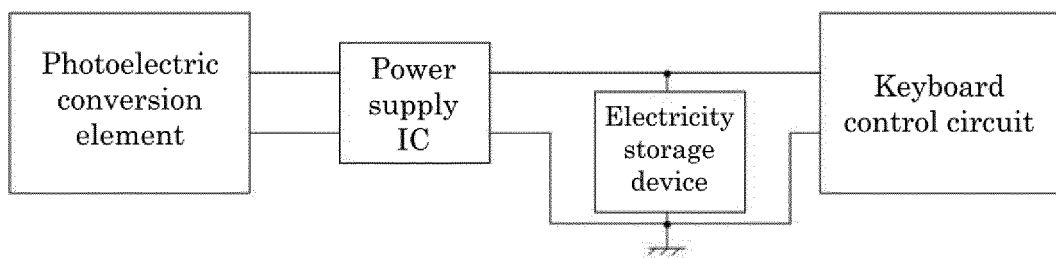 Photoelectric
conversion
element
Power
supply
IC
Electricity
storage
device
Keyboard
control circuit